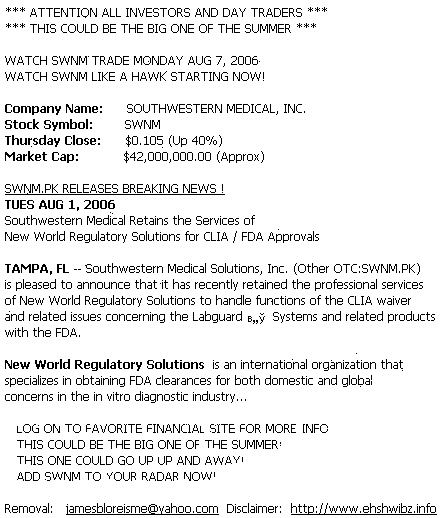 *** ATTENTION ALL INVESTORS AND DAY TRADERS ***
*** THIS COULD BE THE BIG ONE OF THE SUMMER ***
WATCH SWNM TRADE MONDAY AUG 7, 2006
WATCH SWNM LIKE A HAWK STARTING NOW!
Company Name: SOUTHWESTERN MEDICAL, INC.
Stock Symbol: SWNM
Thursday Close: $0.105 (Up 40%)
Market Cap: $42,000,000.00 (Approx)
SWNM.PK RELEASES BREAKING NEWS !
TUES AUG 1, 2006
Southwestern Medical Retains the Services of
New World Regulatory Solutions for CLIA / FDA Approvals
TAMPA, FL -- Southwestern Medical Solutions, Inc. (Other OTC:SWNM.PK)
is pleased to announce that it has recently retained the professional services
of New World Regulatory Solutions to handle functions of the CLIA waiver
and related issues concerning the Labguard в„ў Systems and related products
with the FDA.
New World Regulatory Solutions is an international organization that
specializes in obtaining FDA clearances for both domestic and global
concerns in the in vitro diagnostic industry...
LOG ON TO FAVORITE FINANCIAL SITE FOR MORE INFO
THIS COULD BE THE BIG ONE OF THE SUMMER!
THIS ONE COULD GO UP UP AND AWAY!
ADD SWNM TO YOUR RADAR NOW!
Removal: jamesbloreisme@yahoo.com Disclaimer: http://www.ehshwibz.info